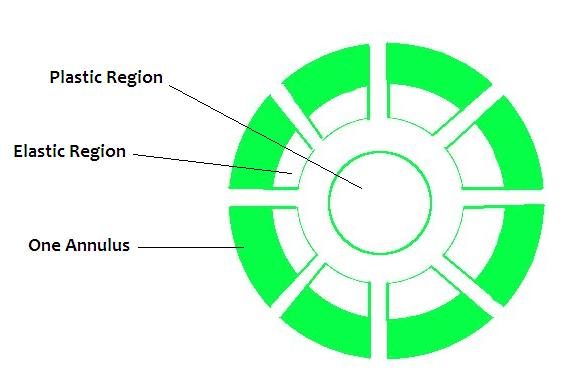 Plastic Region
Elastic Region
One Annulus